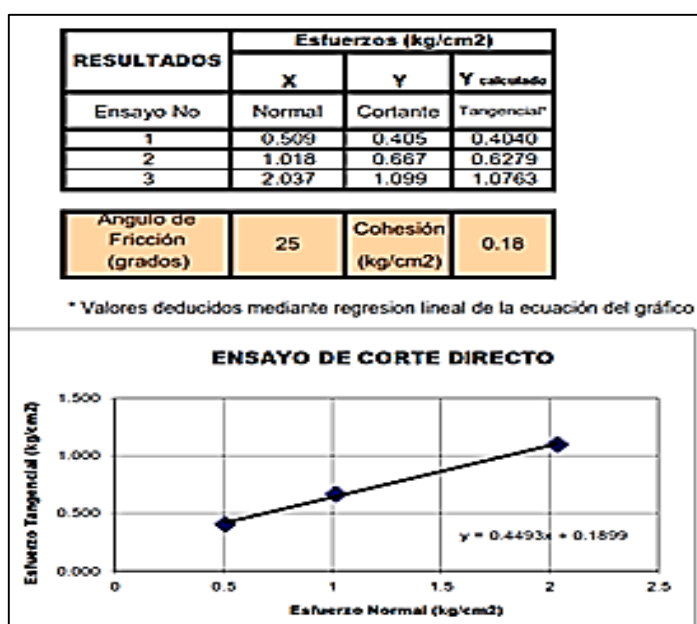 RESULTADOS
Esfuerzos (kg/cm2)
X Y Y calculado
Ensayo No Normal Cortante Tangencial*
1 0.509 0.405 0.4040
2 1.018 0.667 0.6279
3 2.037 1.099 1.0763
Angulo de Fricción (grados) 25 Cohesión (kg/cm2) 0.18
* Valores deducidos mediante regresion lineal de la ecuación del gráfico
ENSAYO DE CORTE DIRECTO
Esfuerzo Tangencial (kg/cm2)
1.500
1.000
0.500
0.000
y = 0.4493x + 0.1899
0 0.5 1 1.5 2 2.5
Esfuerzo Normal (kg/cm2)